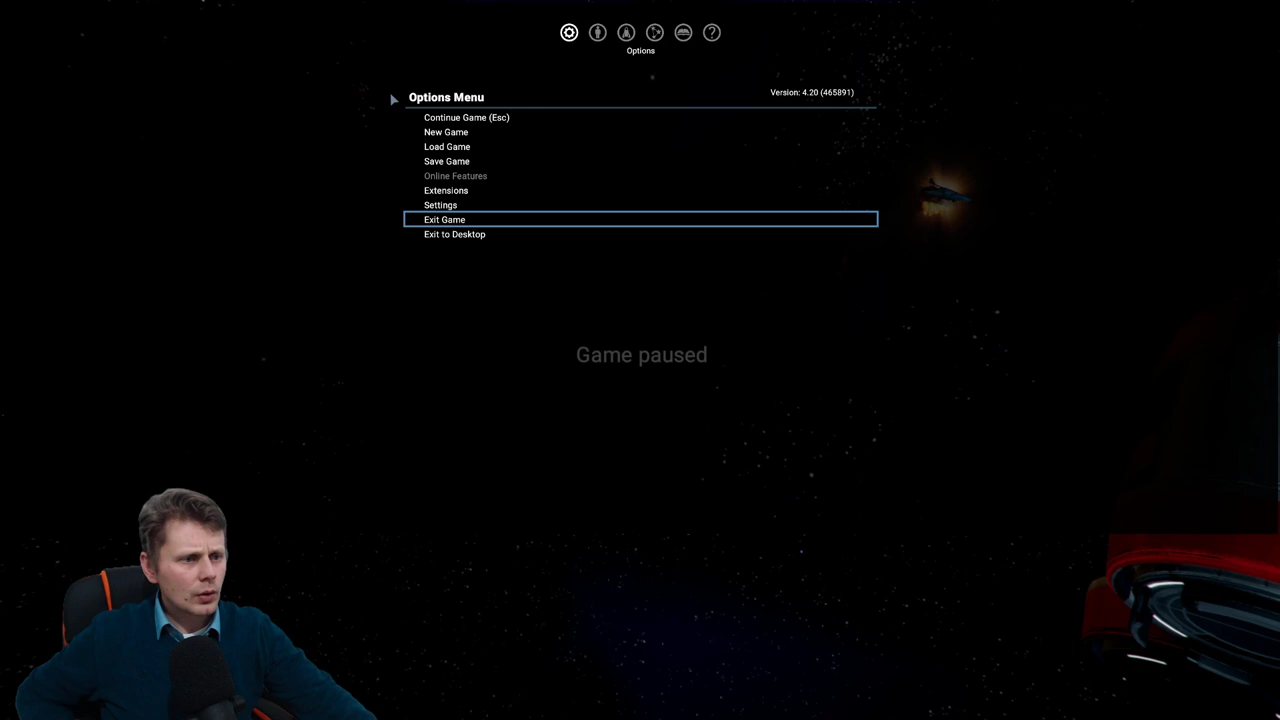 Options
Options Menu
Version: 4.20 (465891)
Continue Game (Esc)
New Game
Load Game
Save Game
Online Features
Extensions
Settings
Exit Game
Exit to Desktop
Game paused